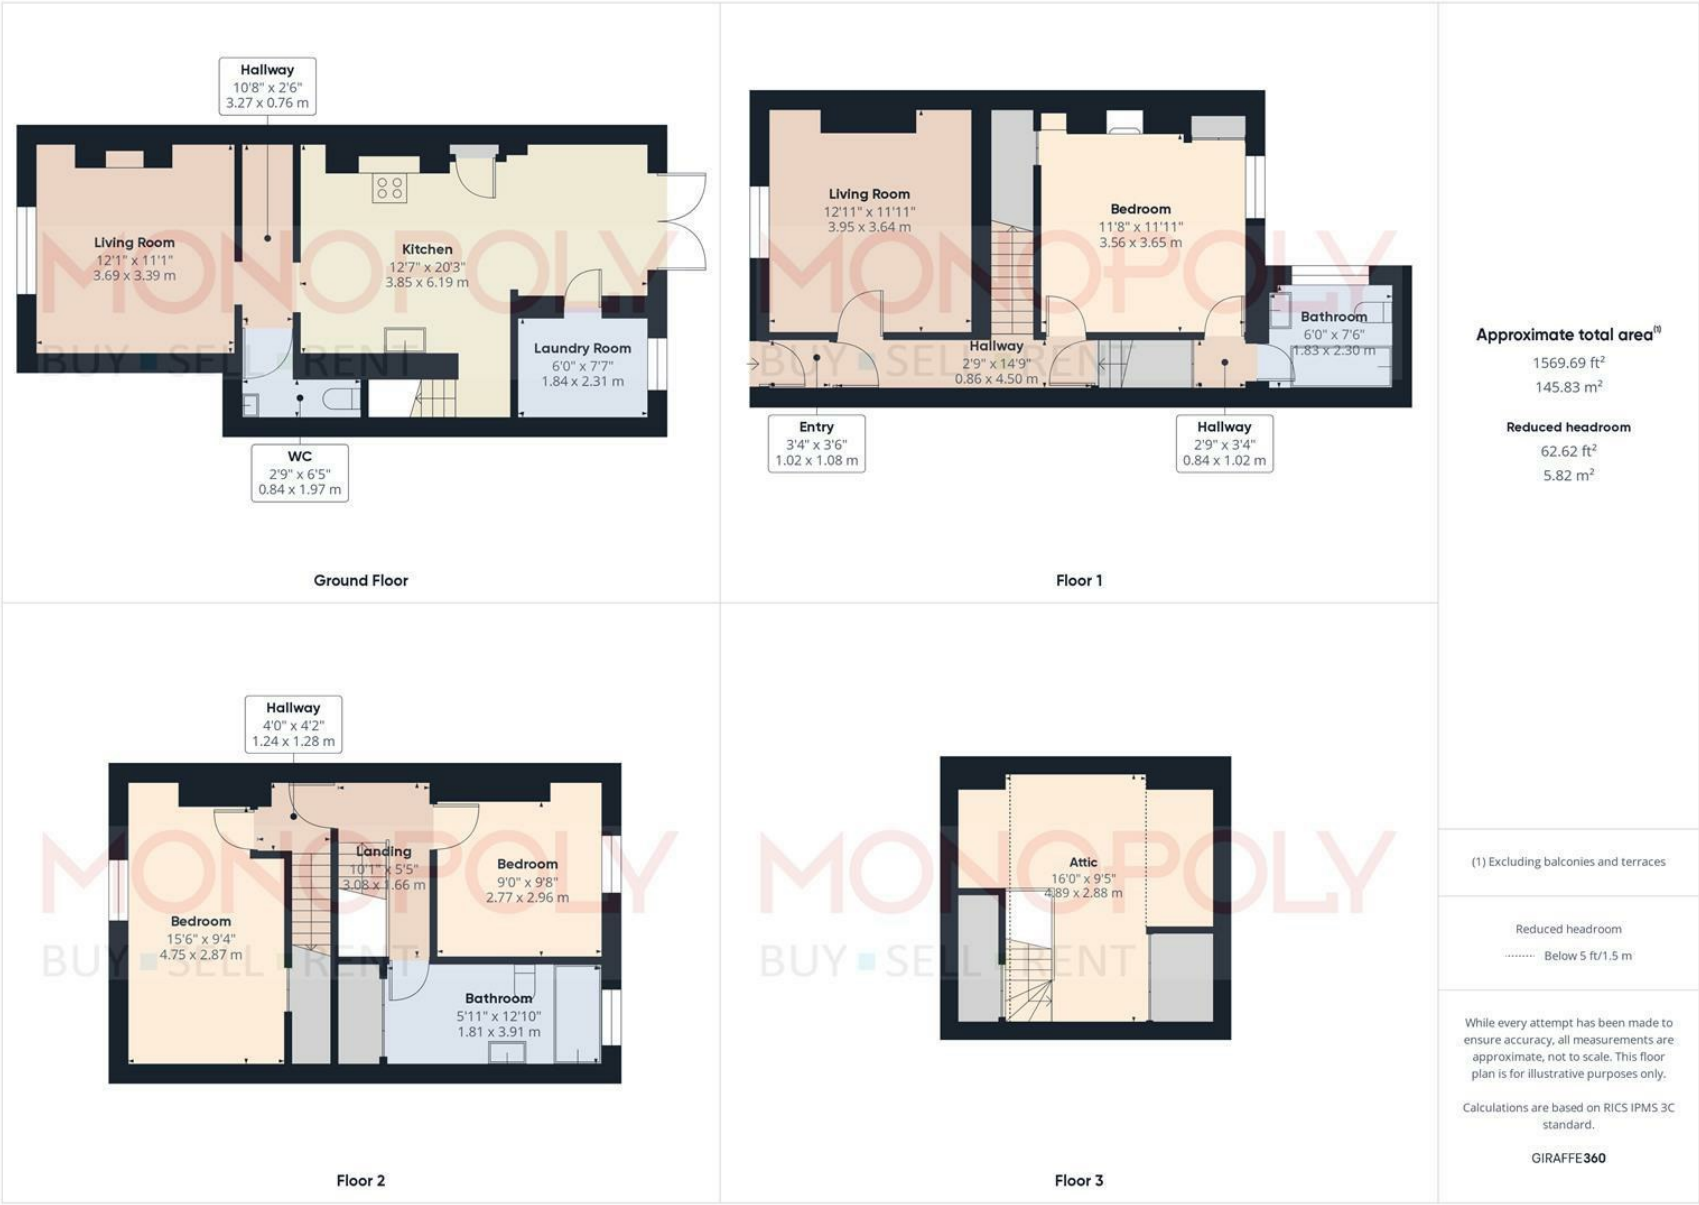 Hallway
10'8" x 2'6"
3.27 x 0.76 m
Living Room
12'1" x 11'1"
3.69 x 3.39 m
Kitchen
12'7" x 20'3"
3.85 x 6.19 m
Laundry Room
6'0" x 7'7"
1.84 x 2.31 m
WC
2'9" x 6'5"
0.84 x 1.97 m
MONOPOLY
BUY SELL RENT
Ground Floor
Living Room
12'11" x 11'11"
3.95 x 3.64 m
Bedroom
11'8" x 11'11"
3.56 x 3.65 m
Bathroom
6'0" x 7'6"
1.83 x 2.30 m
Hallway
2'9" x 14'9"
0.86 x 4.50 m
Entry
3'4" x 3'6"
1.02 x 1.08 m
Hallway
2'9" x 3'4"
0.84 x 1.02 m
MONOPOLY
BUY SELL RENT
Floor 1
Hallway
4'0" x 4'2"
1.24 x 1.28 m
Landing
10'1" x 5'5"
3.08 x 1.66 m
Bedroom
9'0" x 9'8"
2.77 x 2.96 m
Bedroom
15'6" x 9'4"
4.75 x 2.87 m
Bathroom
5'11" x 12'10"
1.81 x 3.91 m
MONOPOLY
BUY SELL RENT
Floor 2
Attic
16'0" x 9'5"
4.89 x 2.88 m
MONOPOLY
BUY SELL RENT
Floor 3
Approximate total area(1)
1569.69 ft²
145.83 m²
Reduced headroom
62.62 ft²
5.82 m²
(1) Excluding balconies and terraces
Reduced headroom
Below 5 ft/1.5 m
While every attempt has been made to
ensure accuracy, all measurements are
approximate, not to scale. This floor
plan is for illustrative purposes only.
Calculations are based on RICS IPMS 3C
standard.
GIRAFFE360